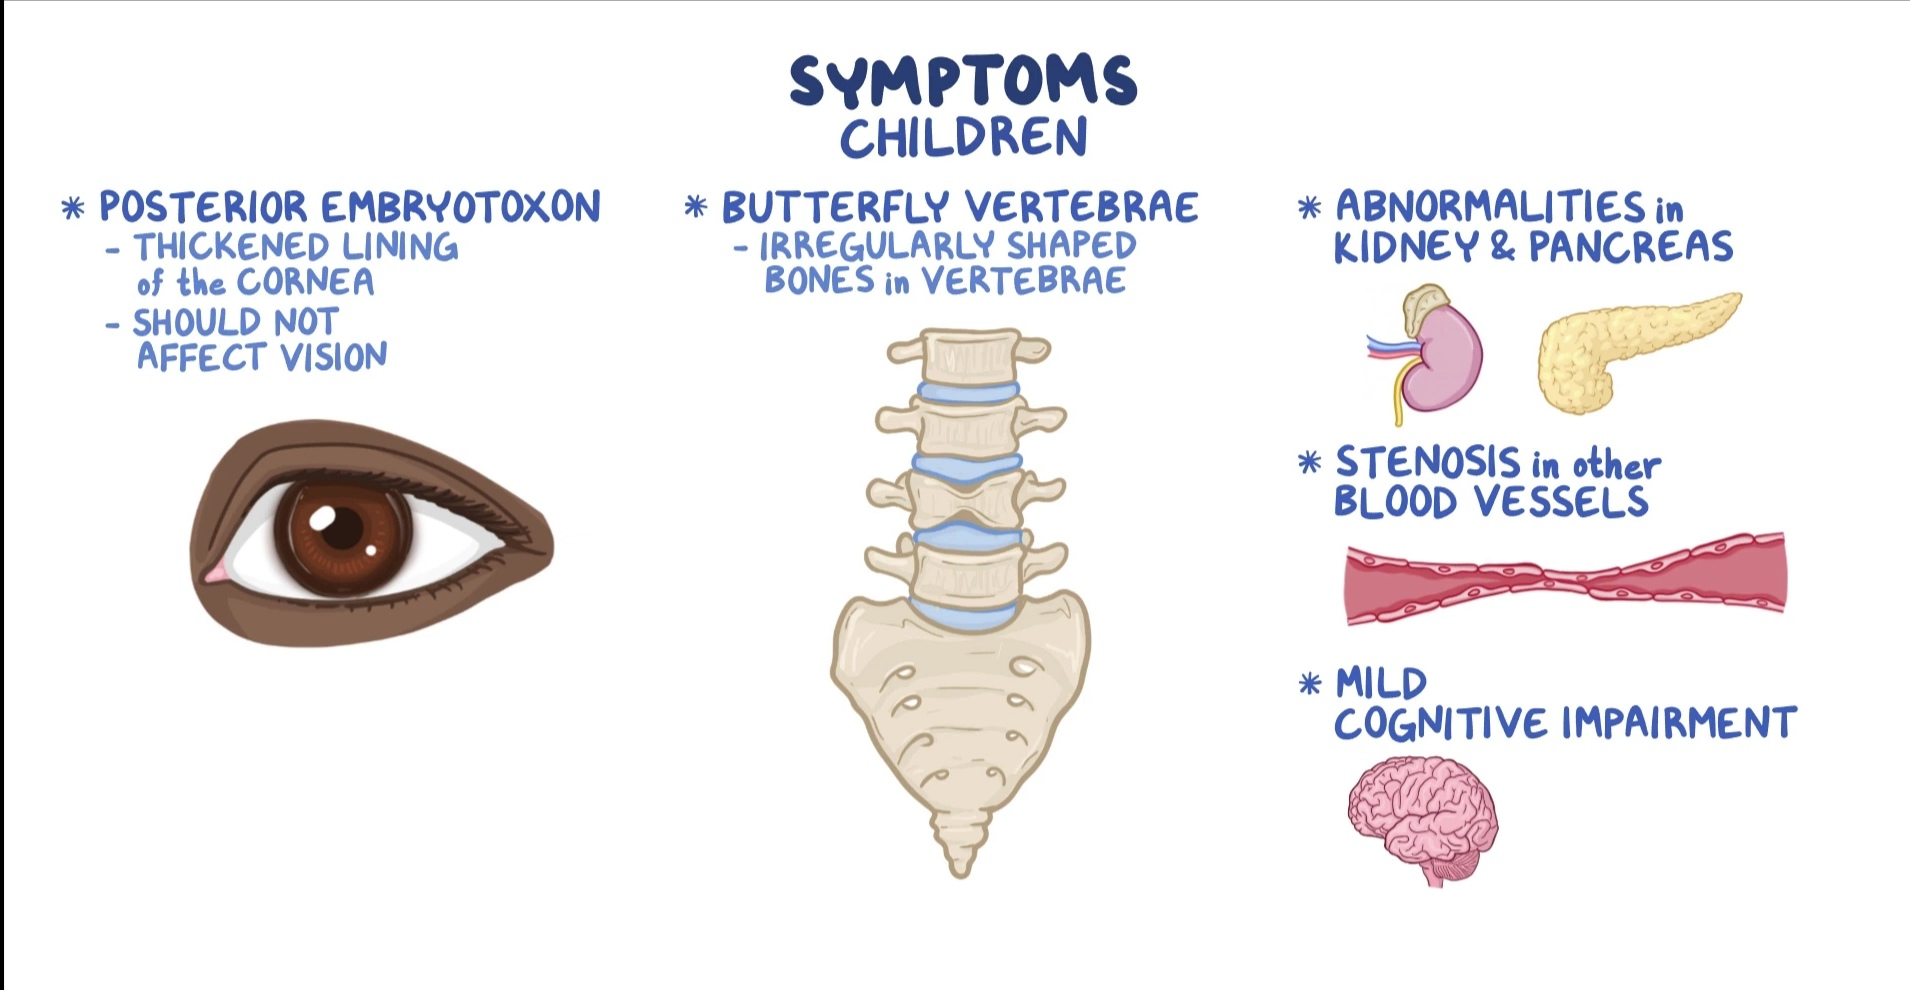 SYMPTOMS
CHILDREN
* POSTERIOR EMBRYOTOXON
- THICKENED LINING
of the CORNEA
- SHOULD NOT
AFFECT VISION
* BUTTERFLY VERTEBRAE
- IRREGULARLY SHAPED
BONES in VERTEBRAE
* ABNORMALITIES in
KIDNEY & PANCREAS
* STENOSIS in other
BLOOD VESSELS
* MILD
COGNITIVE IMPAIRMENT